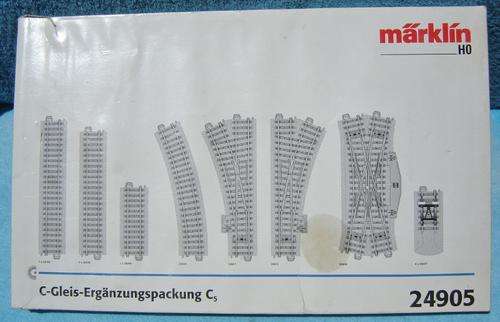 märklin
H0
C-Gleis-Ergänzungspackung C5
24905